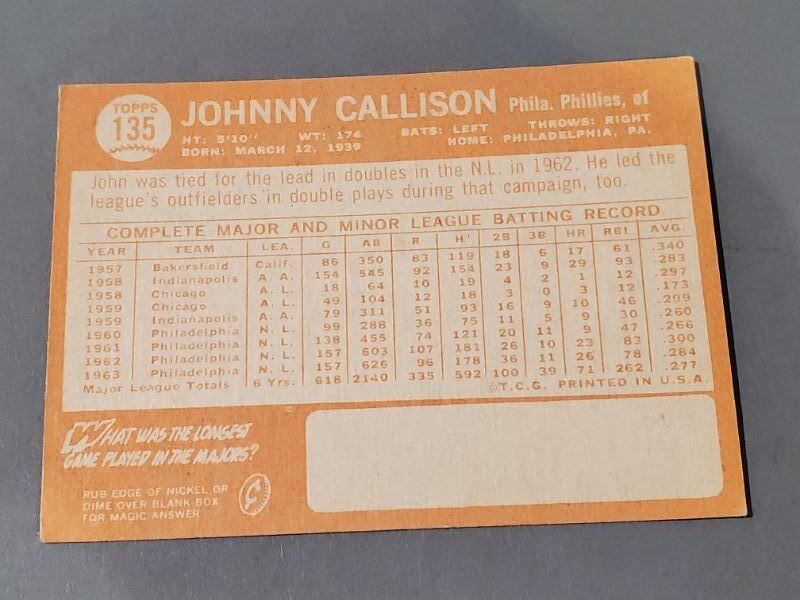 TOPPS
135
JOHNNY CALLISON Phila. Phillies, of
HT: 5'10" WT: 174 BATS: LEFT THROWS: RIGHT
BORN: MARCH 12, 1939 HOME: PHILADELPHIA, PA.
John was tied for the lead in doubles in the N.L. in 1962. He led the
league's outfielders in double plays during that campaign, too.
COMPLETE MAJOR AND MINOR LEAGUE BATTING RECORD
YEAR TEAM LEA. G AB R H 2B 3B HR RBI AVG.
1957 Bakersfield Calif. 86 350 83 119 18 6 17 61 .340
1958 Indianapolis A.A. 154 545 92 154 23 9 29 93 .283
1958 Chicago A.L. 18 64 10 19 4 2 1 12 .297
1959 Chicago A.L. 49 104 12 18 3 0 3 12 .173
1959 Indianapolis A.A. 79 311 51 93 16 9 10 46 .299
1960 Philadelphia N.L. 99 288 36 75 11 5 9 30 .260
1961 Philadelphia N.L. 138 455 74 121 20 11 9 47 .266
1962 Philadelphia N.L. 157 603 107 181 26 10 23 83 .300
1963 Philadelphia N.L. 157 626 96 178 36 11 26 78 .284
Major League Totals 6 Yrs. 618 2140 335 592 100 39 71 262 .277
©T.C.G. PRINTED IN U.S.A.
WHAT WAS THE LONGEST
GAME PLAYED IN THE MAJORS?
RUB EDGE OF NICKEL OR
DIME OVER BLANK BOX
FOR MAGIC ANSWER